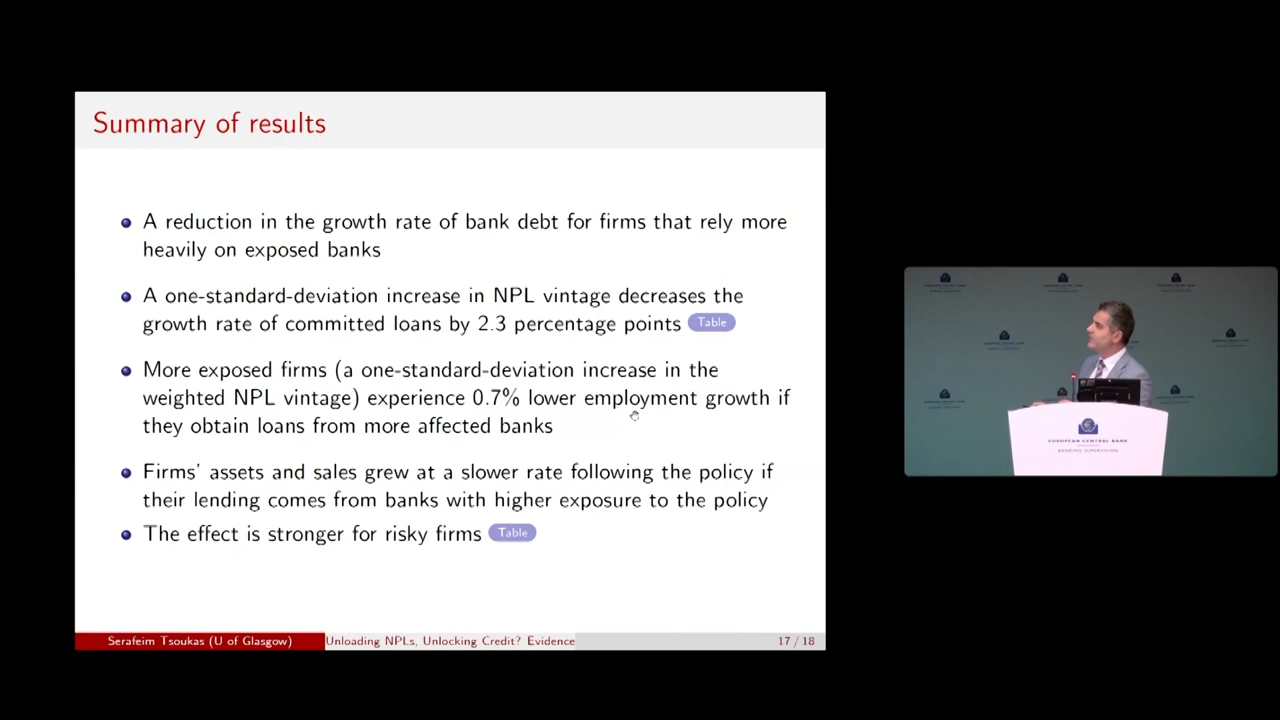 Summary of results
A reduction in the growth rate of bank debt for firms that rely more
heavily on exposed banks
A one-standard-deviation increase in NPL vintage decreases the
growth rate of committed loans by 2.3 percentage points Table
More exposed firms (a one-standard-deviation increase in the
weighted NPL vintage) experience 0.7% lower employment growth if
they obtain loans from more affected banks
Firms' assets and sales grew at a slower rate following the policy if
their lending comes from banks with higher exposure to the policy
The effect is stronger for risky firms Table
Serafeim Tsoukas (U of Glasgow) Unloading NPLs, Unlocking Credit? Evidence 17 / 18
EUROPEAN CENTRAL BANK
BANKING SUPERVISION